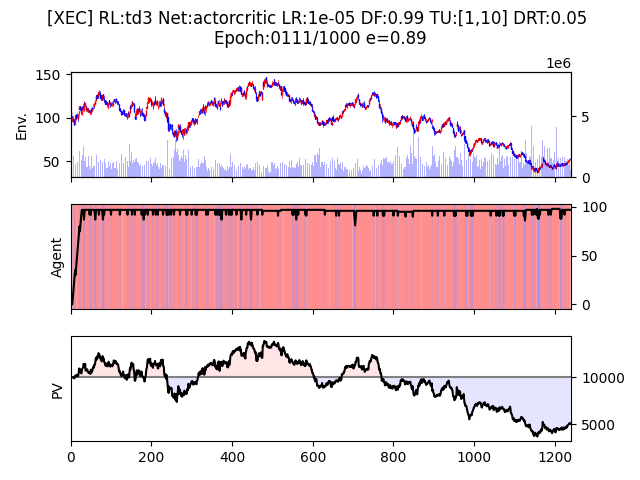 [XEC] RL:td3 Net:actorcritic LR:1e-05 DF:0.99 TU:[1,10] DRT:0.05
Epoch:0111/1000 e=0.89
1e6
150
100
50
Env.
5
0
Agent
100
50
0
PV
10000
5000
0 200 400 600 800 1000 1200